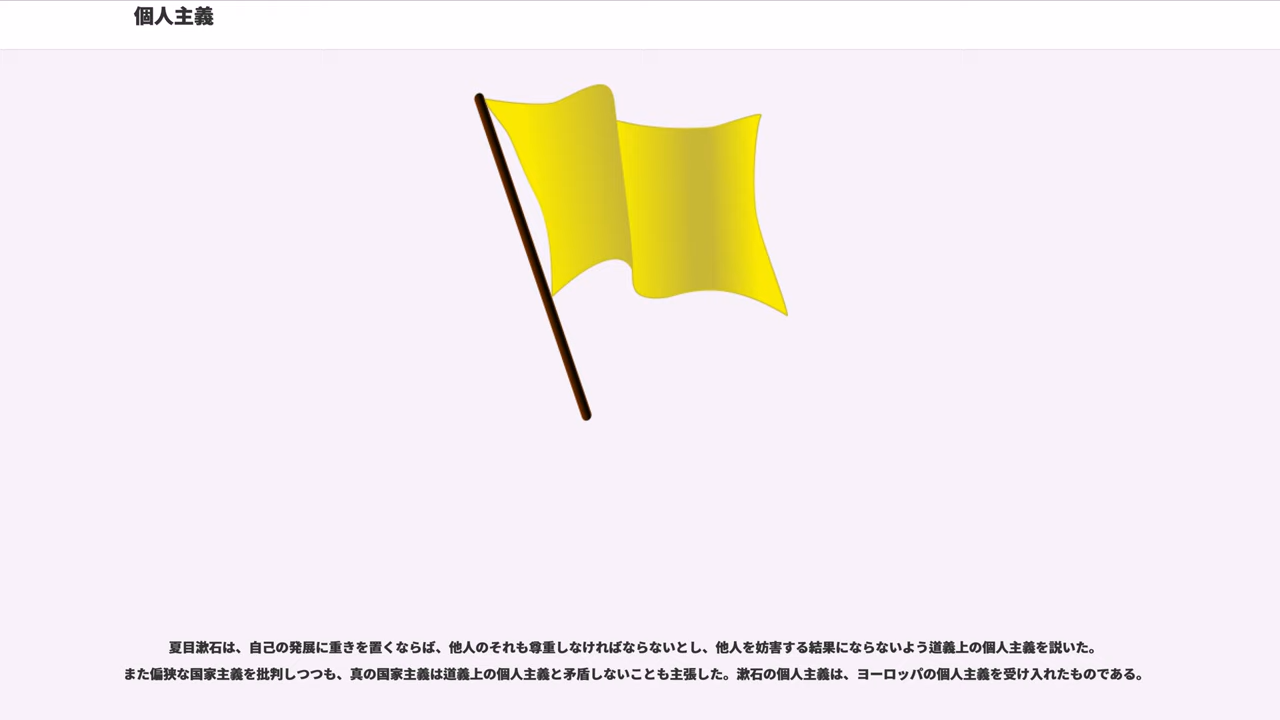 個人主義
夏目漱石は、自己の発展に重きを置くならば、他人のそれも尊重しなければならないとし、他人を妨害する結果にならないよう道義上の個人主義を説いた。
また偏狭な国家主義を批判しつつも、真の国家主義は道義上の個人主義と矛盾しないことも主張した。漱石の個人主義は、ヨーロッパの個人主義を受け入れたものである。